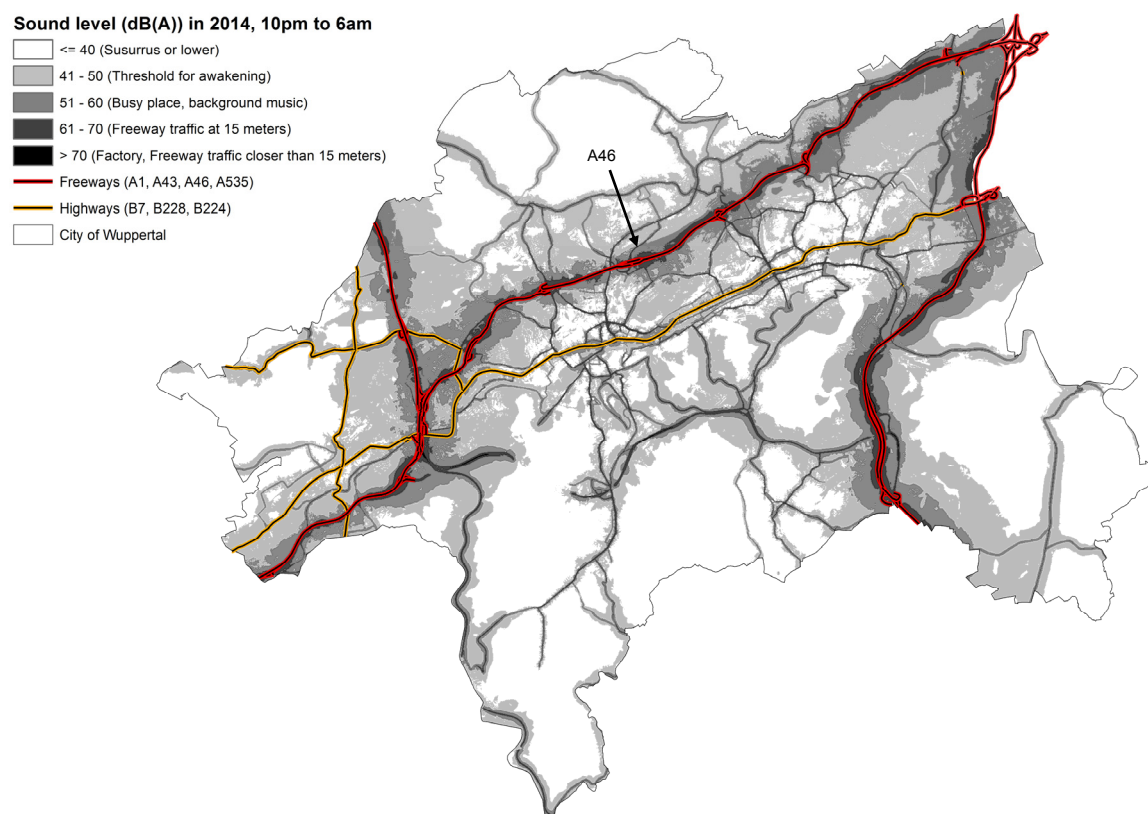 Sound level (dB(A)) in 2014, 10pm to 6am
<= 40 (Susurrus or lower)
41 - 50 (Threshold for awakening)
51 - 60 (Busy place, background music)
61 - 70 (Freeway traffic at 15 meters)
> 70 (Factory, Freeway traffic closer than 15 meters)
Freeways (A1, A43, A46, A535)
Highways (B7, B228, B224)
City of Wuppertal
A46